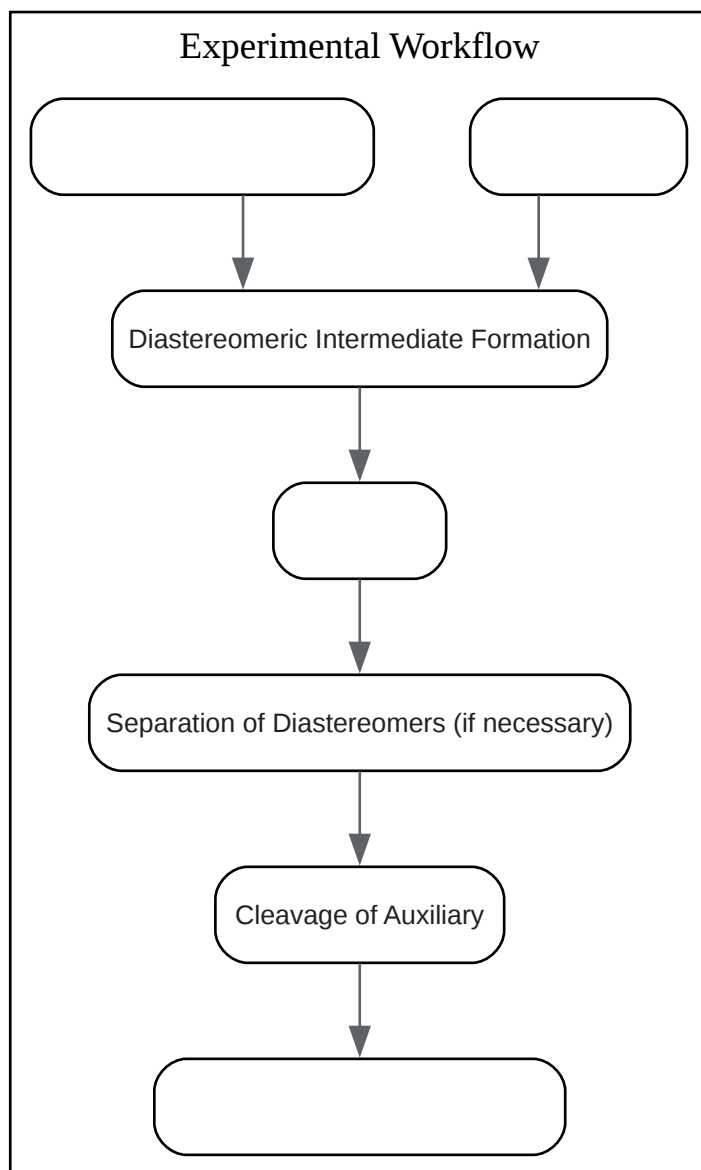 Experimental Workflow
Diastereomeric Intermediate Formation
Separation of Diastereomers (if necessary)
Cleavage of Auxiliary